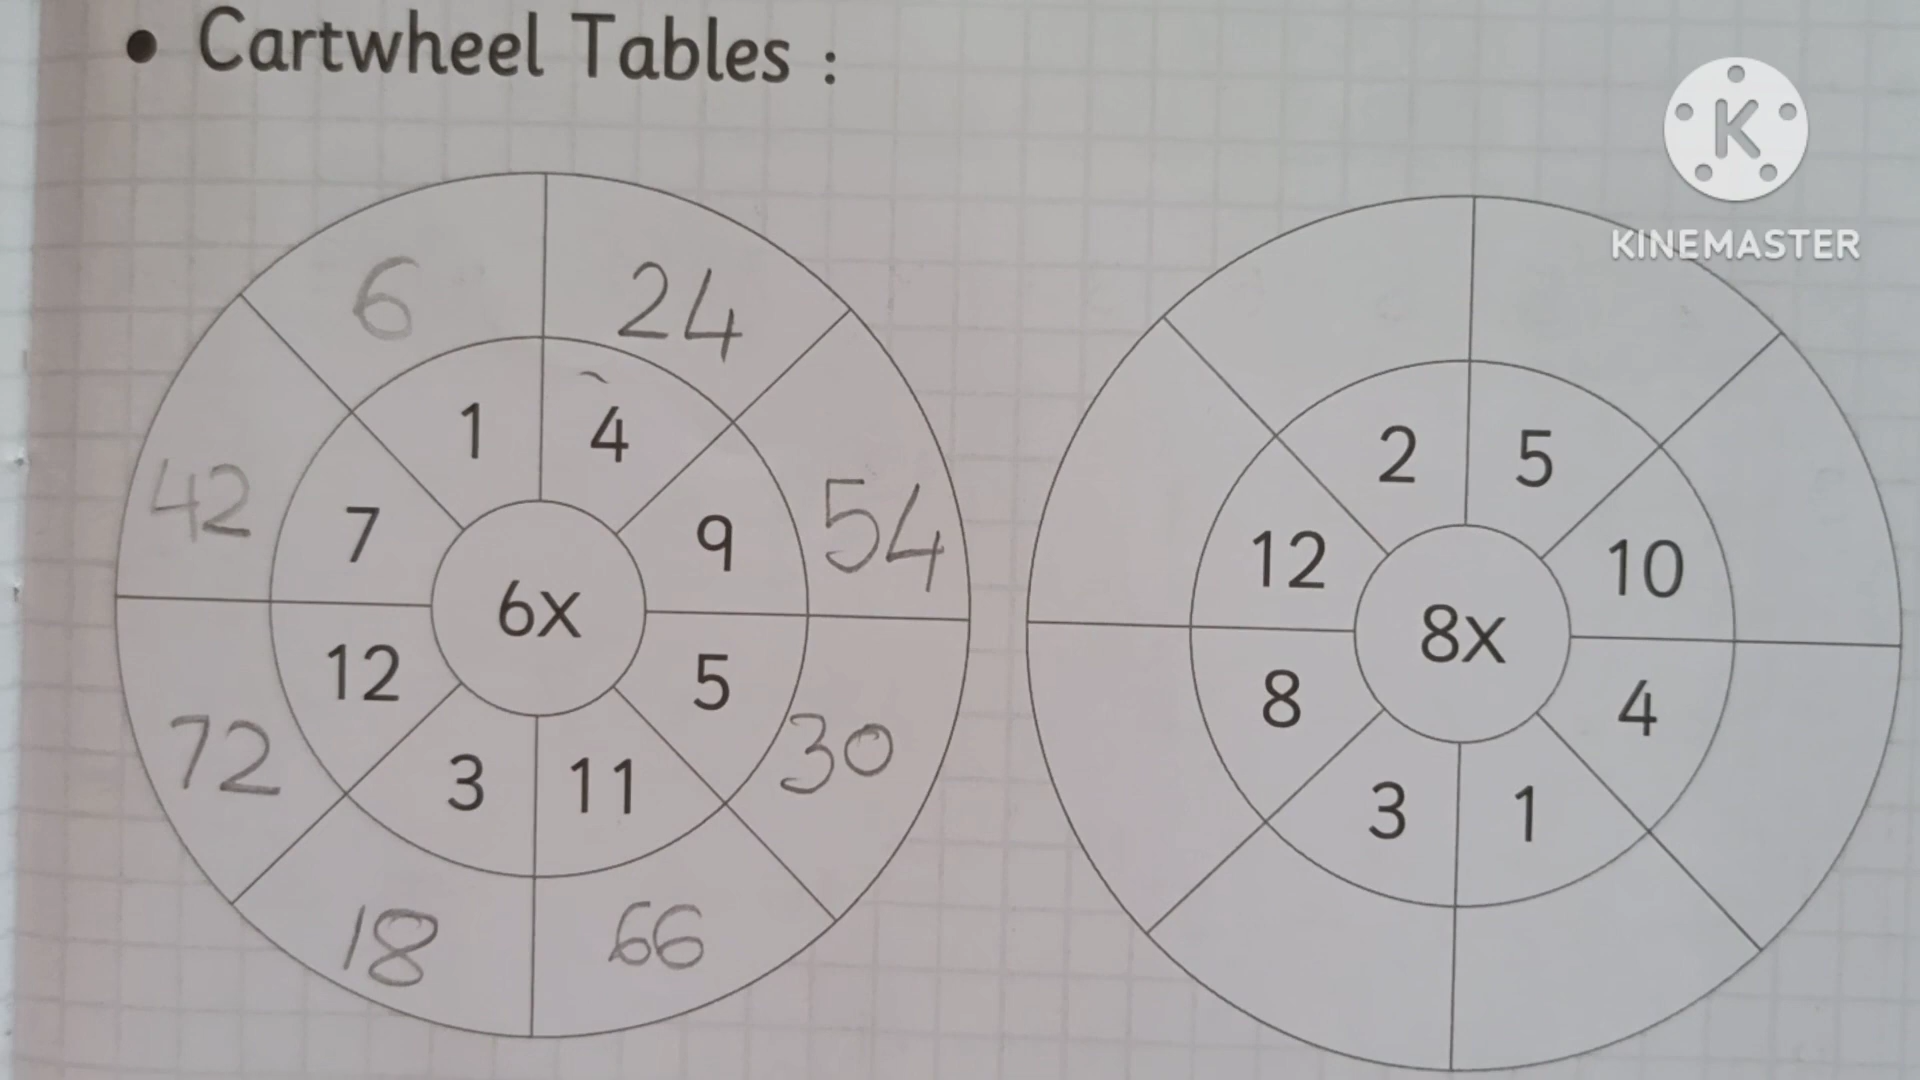 • Cartwheel Tables :
K
KINEMASTER
6 24
42 54
72 30
18 66
1 4
7 9
6x
12 5
3 11
2 5
12 10
8x
8 4
3 1